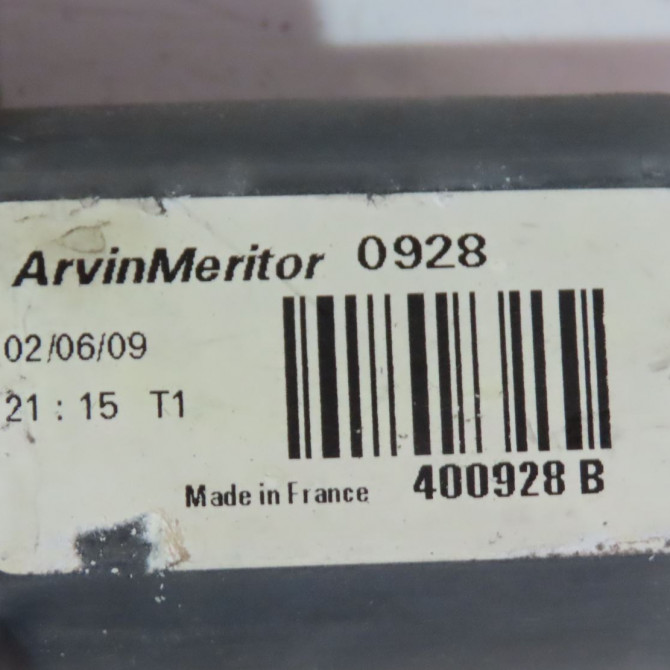 ArvinMeritor 0928
02/06/09
21 : 15 T1
Made in France 400928 B